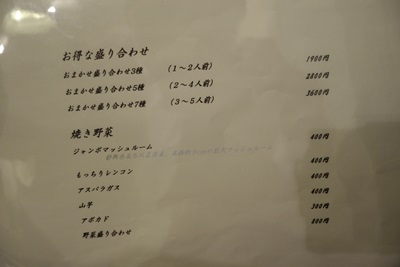 お得な盛り合わせ
おまかせ盛り合わせ3種 (1〜2人前) 1900円
おまかせ盛り合わせ5種 (2〜4人前) 2800円
おまかせ盛り合わせ7種 (3〜5人前) 3600円
焼き野菜
ジャンボマッシュルーム 400円
もっちりレンコン 400円
アスパラガス 400円
山芋 400円
アボカド 300円
野菜盛り合わせ 800円